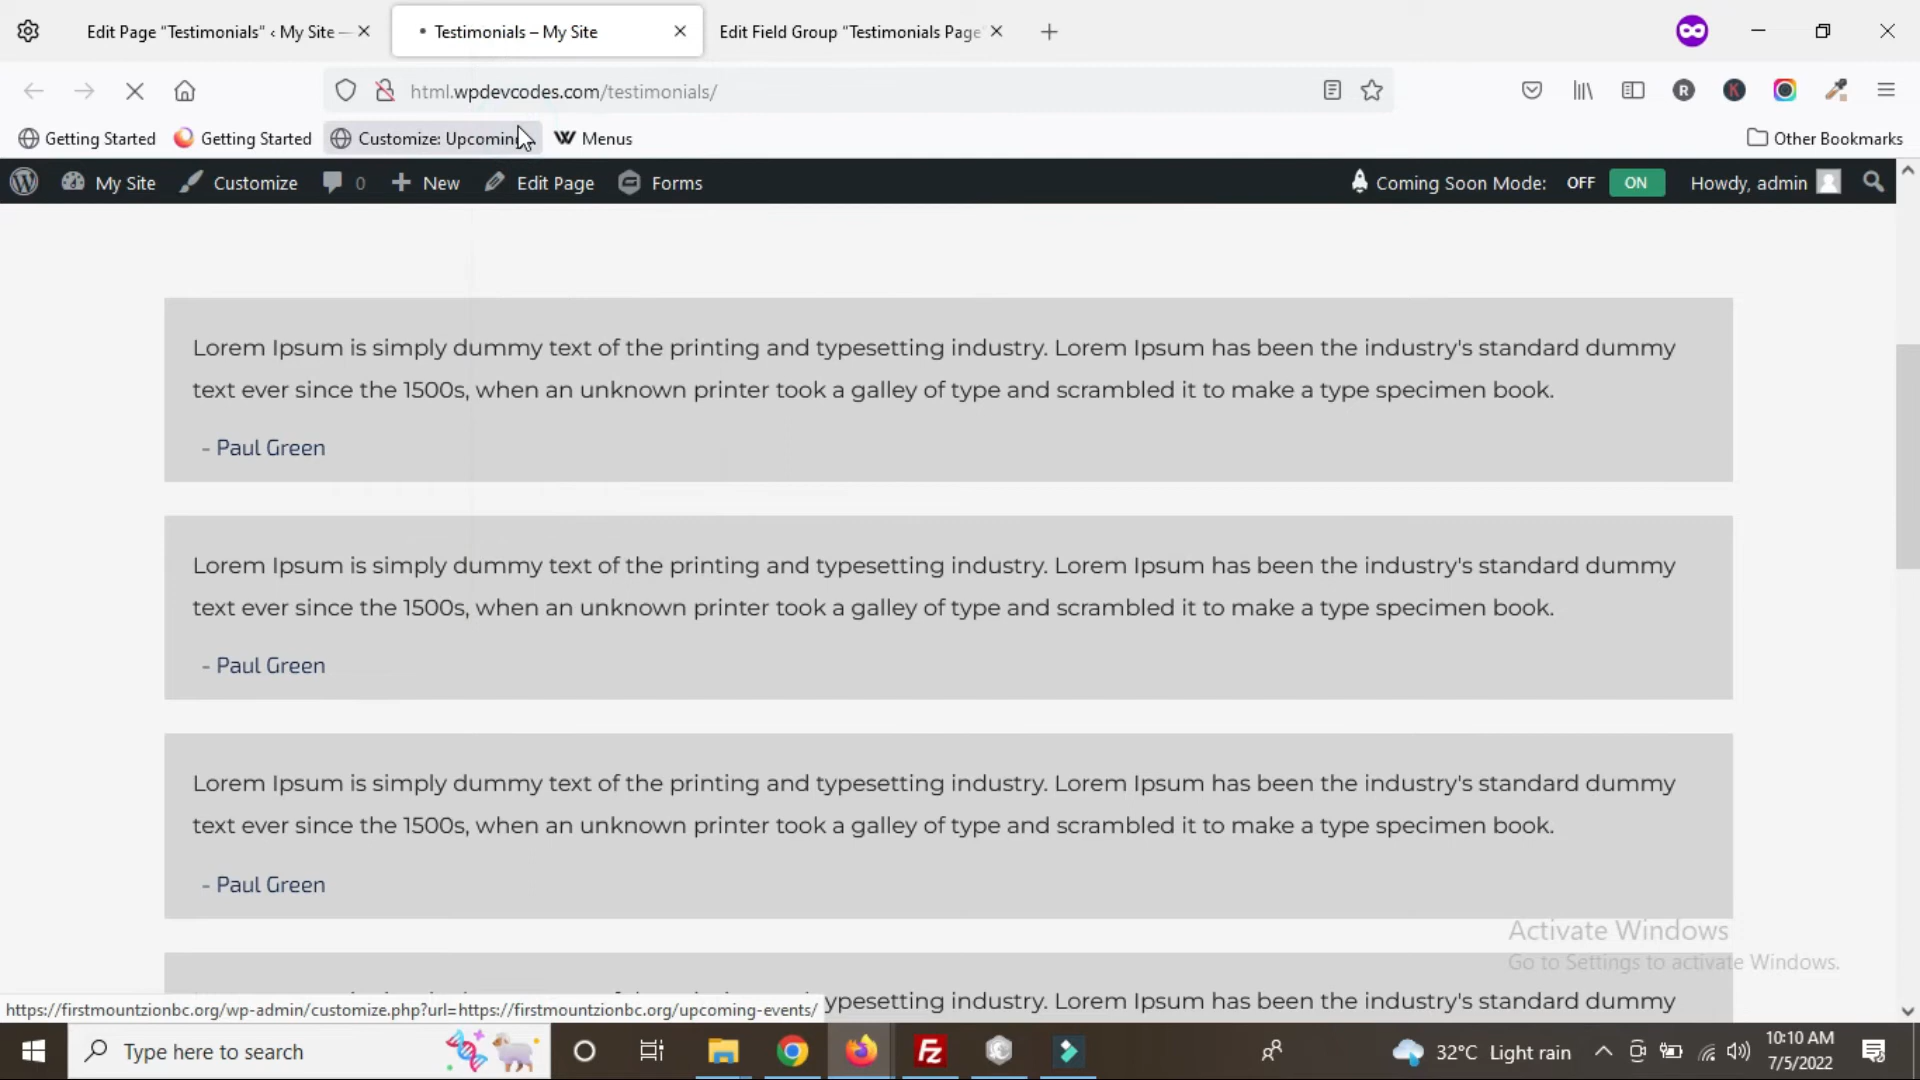 Edit Page “Testimonials” ‹ My Site —
Testimonials – My Site
Edit Field Group “Testimonials Page
html.wpdevcodes.com/testimonials/
Getting Started
Getting Started
Customize: Upcoming
Menus
Other Bookmarks
My Site
Customize
0
New
Edit Page
Forms
Coming Soon Mode:
OFF
ON
Howdy, admin
Lorem Ipsum is simply dummy text of the printing and typesetting industry. Lorem Ipsum has been the industry's standard dummy
text ever since the 1500s, when an unknown printer took a galley of type and scrambled it to make a type specimen book.
- Paul Green
Lorem Ipsum is simply dummy text of the printing and typesetting industry. Lorem Ipsum has been the industry's standard dummy
text ever since the 1500s, when an unknown printer took a galley of type and scrambled it to make a type specimen book.
- Paul Green
Lorem Ipsum is simply dummy text of the printing and typesetting industry. Lorem Ipsum has been the industry's standard dummy
text ever since the 1500s, when an unknown printer took a galley of type and scrambled it to make a type specimen book.
- Paul Green
Activate Windows
Go to Settings to activate Windows.
typesetting industry. Lorem Ipsum has been the industry's standard dummy
https://firstmountzionbc.org/wp-admin/customize.php?url=https://firstmountzionbc.org/upcoming-events/
Type here to search
32°C Light rain
10:10 AM
7/5/2022